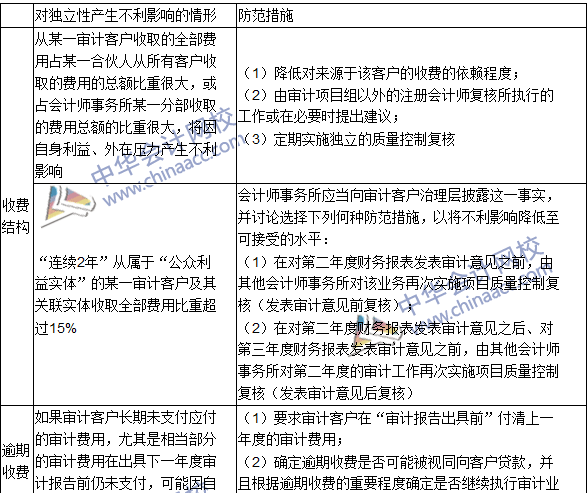 对独立性产生不利影响的情形
防范措施
收费
结构
从某一审计客户收取的全部费
用占某一合伙人从所有客户收
取的费用的总额比重很大，或
占会计师事务所某一分部收取
的费用总额的比重很大，将因
自身利益、外在压力产生不利
影响
（1）降低对来源于该客户的收费的依赖程度；
（2）由审计项目组以外的注册会计师复核所执行的
工作或在必要时提出建议；
（3）定期实施独立的质量控制复核
“连续2年”从属于“公众利
益实体”的某一审计客户及其
关联实体收取全部费用比重超
过15%
会计师事务所应当向审计客户治理层披露这一事实，
并讨论选择下列何种防范措施，以将不利影响降低至
可接受的水平：
（1）在对第二年度财务报表发表审计意见之前，由
其他会计师事务所对该业务再次实施项目质量控制复
核（发表审计意见前复核）；
（2）在对第二年度财务报表发表审计意见之后、对
第三年度财务报表发表审计意见之前，由其他会计师
事务所对第二年度的审计工作再次实施项目质量控制
复核（发表审计意见后复核）
逾期
收费
如果审计客户长期未支付应付
的审计费用，尤其是相当部分
的审计费用在出具下一年度审
计报告前仍未支付，可能因自
（1）要求审计客户在“审计报告出具前”付清上一
年度的审计费用；
（2）确定逾期收费是否可能被视同向客户贷款，并
且根据逾期收费的重要程度确定是否继续执行审计业
中华会计网校
www.chinaacc.com
中华会计网校
www.chinaacc.com